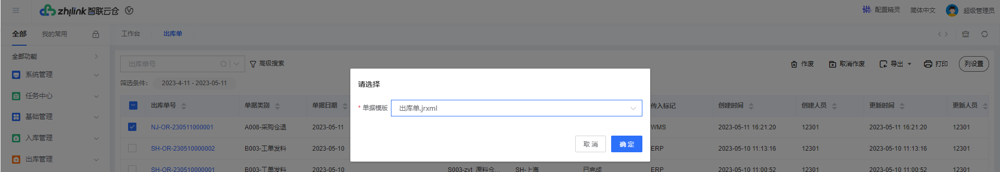 zhilink 智联云仓 配置精灵 简体中文 超级管理员
全部 我的常用 工作台 出库单
全部功能
系统管理
任务中心
基础管理
入库管理
出库管理
出库单号 高级搜索 作废 取消作废 导出 打印 列设置
筛选条件： 2023-4-11 - 2023-05-11
请选择
* 单据模版 出库单.jrxml
取消 确定
出库单号 单据类别 单据日期 传入标记 创建时间 创建人员 更新时间 更新人员
NJ-OR-230511000001 A008-采购仓退 2023-05-11 WMS 2023-05-11 16:21:20 12301 2023-05-11 16:21:20 12301
SH-OR-230510000002 B003-工单发料 2023-05-10 ERP 2023-05-10 11:13:16 12301 2023-05-10 11:13:16 12301
SH-OR-230510000001 B003-工单发料 2023-05-10 S003-zyt_原料仓... SH-上海 已完成 ERP 2023-05-10 11:00:52 12301 2023-05-10 11:00:52 12301